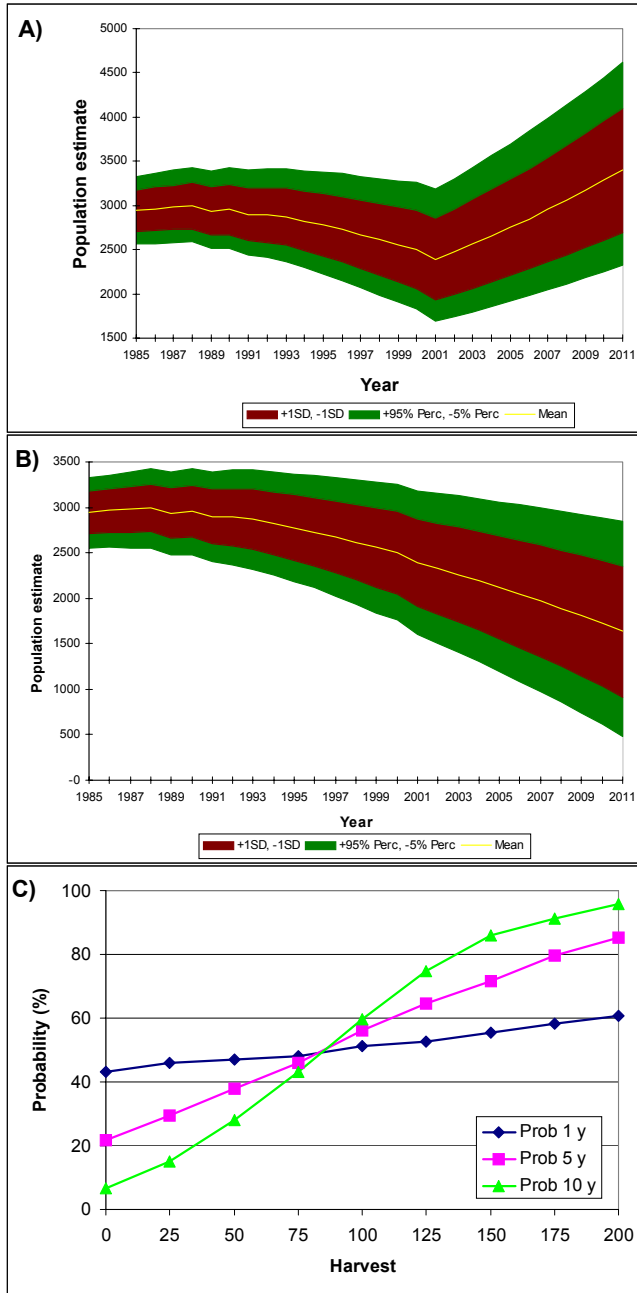 A)
Population estimate
5000
4500
4000
3500
3000
2500
2000
1500
1985 1987 1989 1991 1993 1995 1997 1999 2001 2003 2005 2007 2009 2011
Year
+1SD, -1SD +95% Perc, -5% Perc Mean
B)
Population estimate
3500
3000
2500
2000
1500
1000
500
-0
1985 1987 1989 1991 1993 1995 1997 1999 2001 2003 2005 2007 2009 2011
Year
+1SD, -1SD +95% Perc, -5% Perc Mean
C)
Probability (%)
100
80
60
40
20
0
Prob 1 y
Prob 5 y
Prob 10 y
0 25 50 75 100 125 150 175 200
Harvest